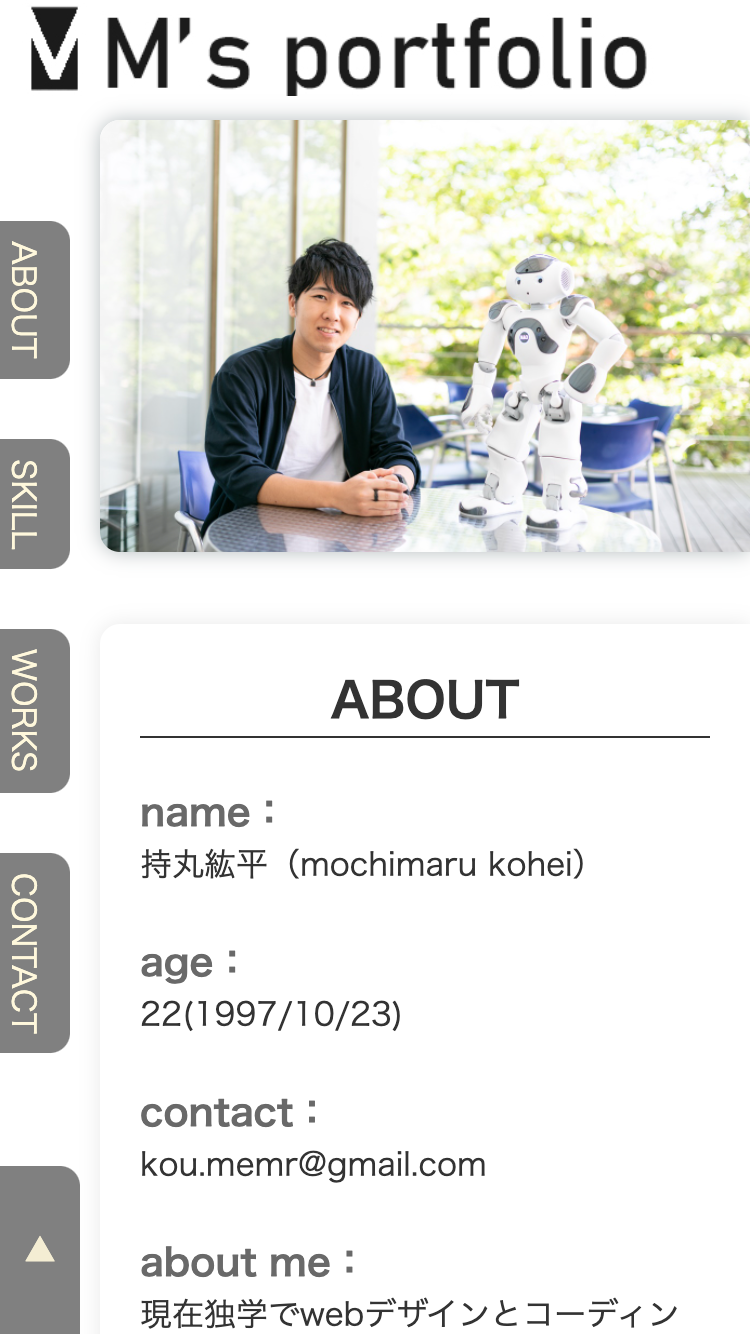 M's portfolio
ABOUT
SKILL
WORKS
CONTACT
▲
ABOUT
name：
持丸紘平（mochimaru kohei）
age：
22(1997/10/23)
contact：
kou.memr@gmail.com
about me：
現在独学でwebデザインとコーディン